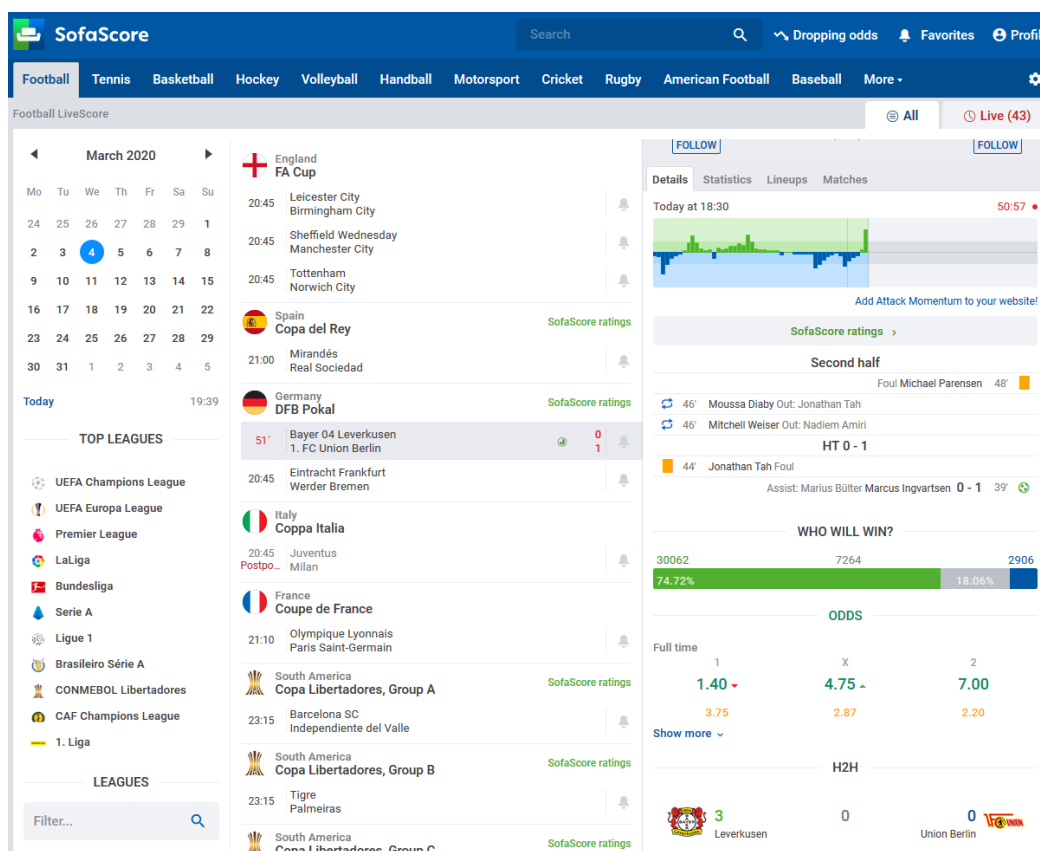 SofaScore
Search
Dropping odds
Favorites
Profil
Football Tennis Basketball Hockey Volleyball Handball Motorsport Cricket Rugby American Football Baseball More
Football LiveScore
All
Live (43)
March 2020
Mo Tu We Th Fr Sa Su
24 25 26 27 28 29 1
2 3 4 5 6 7 8
9 10 11 12 13 14 15
16 17 18 19 20 21 22
23 24 25 26 27 28 29
30 31 1 2 3 4 5
Today 19:39
TOP LEAGUES
UEFA Champions League
UEFA Europa League
Premier League
LaLiga
Bundesliga
Serie A
Ligue 1
Brasileiro Série A
CONMEBOL Libertadores
CAF Champions League
1. Liga
LEAGUES
Filter...
England
FA Cup
20:45 Leicester City
Birmingham City
20:45 Sheffield Wednesday
Manchester City
20:45 Tottenham
Norwich City
Spain
Copa del Rey SofaScore ratings
21:00 Mirandés
Real Sociedad
Germany
DFB Pokal SofaScore ratings
51' Bayer 04 Leverkusen 0
1. FC Union Berlin 1
20:45 Eintracht Frankfurt
Werder Bremen
Italy
Coppa Italia
20:45 Juventus
Postpo... Milan
France
Coupe de France
21:10 Olympique Lyonnais
Paris Saint-Germain
South America
Copa Libertadores, Group A SofaScore ratings
23:15 Barcelona SC
Independiente del Valle
South America
Copa Libertadores, Group B SofaScore ratings
23:15 Tigre
Palmeiras
South America
Copa Libertadores, Group C SofaScore ratings
FOLLOW FOLLOW
Details Statistics Lineups Matches
Today at 18:30 50:57
Add Attack Momentum to your website!
SofaScore ratings >
Second half
Foul Michael Parensen 48'
46' Moussa Diaby Out: Jonathan Tah
46' Mitchell Weiser Out: Nadiem Amiri
HT 0 - 1
44' Jonathan Tah Foul
Assist: Marius Bülter Marcus Ingvartsen 0 - 1 39'
WHO WILL WIN?
30062 7264 2906
74.72% 18.06%
ODDS
Full time
1 X 2
1.40 4.75 7.00
3.75 2.87 2.20
Show more
H2H
3 0 0
Leverkusen Union Berlin